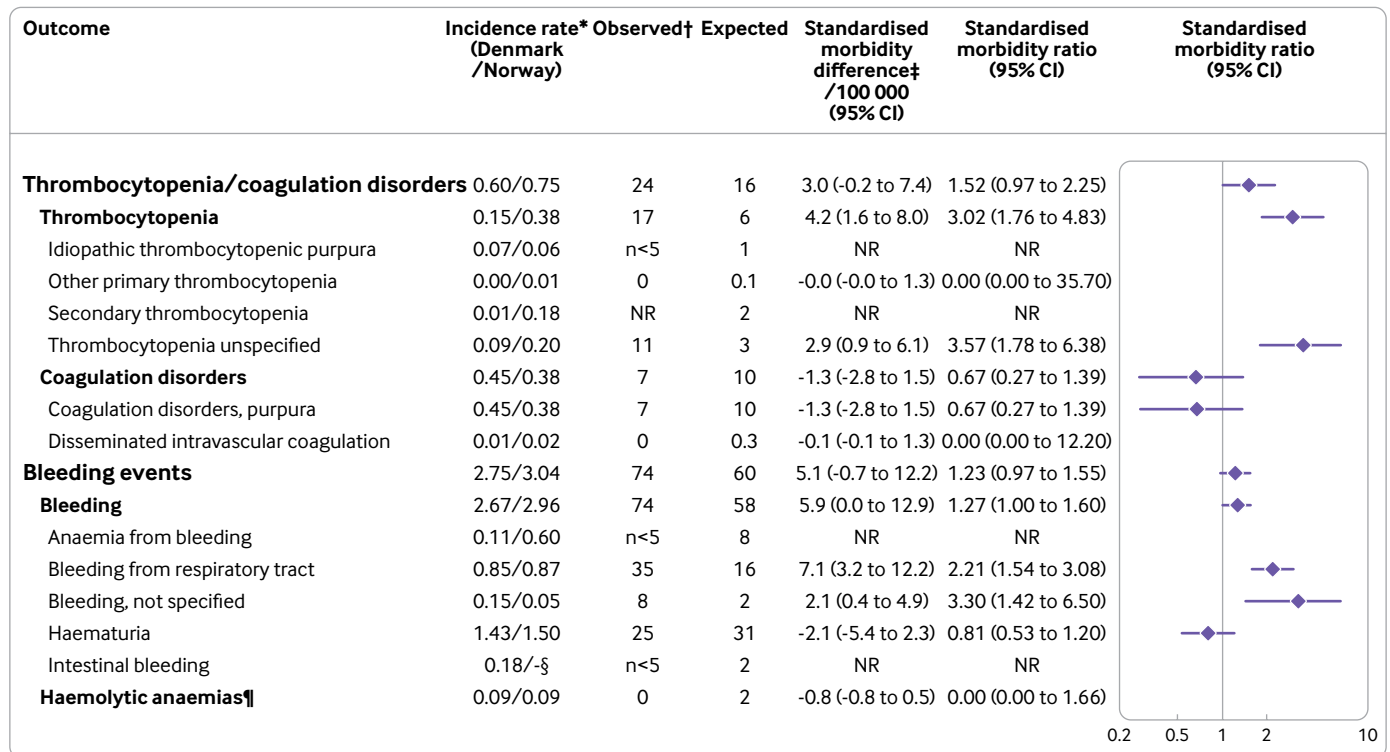 Outcome Incidence rate* Observed† Expected Standardised Standardised Standardised
(Denmark morbidity morbidity ratio morbidity ratio
/Norway) difference‡ (95% CI) (95% CI)
/100 000
(95% CI)
Thrombocytopenia/coagulation disorders 0.60/0.75 24 16 3.0 (-0.2 to 7.4) 1.52 (0.97 to 2.25)
Thrombocytopenia 0.15/0.38 17 6 4.2 (1.6 to 8.0) 3.02 (1.76 to 4.83)
Idiopathic thrombocytopenic purpura 0.07/0.06 n<5 1 NR NR
Other primary thrombocytopenia 0.00/0.01 0 0.1 -0.0 (-0.0 to 1.3) 0.00 (0.00 to 35.70)
Secondary thrombocytopenia 0.01/0.18 NR 2 NR NR
Thrombocytopenia unspecified 0.09/0.20 11 3 2.9 (0.9 to 6.1) 3.57 (1.78 to 6.38)
Coagulation disorders 0.45/0.38 7 10 -1.3 (-2.8 to 1.5) 0.67 (0.27 to 1.39)
Coagulation disorders, purpura 0.45/0.38 7 10 -1.3 (-2.8 to 1.5) 0.67 (0.27 to 1.39)
Disseminated intravascular coagulation 0.01/0.02 0 0.3 -0.1 (-0.1 to 1.3) 0.00 (0.00 to 12.20)
Bleeding events 2.75/3.04 74 60 5.1 (-0.7 to 12.2) 1.23 (0.97 to 1.55)
Bleeding 2.67/2.96 74 58 5.9 (0.0 to 12.9) 1.27 (1.00 to 1.60)
Anaemia from bleeding 0.11/0.60 n<5 8 NR NR
Bleeding from respiratory tract 0.85/0.87 35 16 7.1 (3.2 to 12.2) 2.21 (1.54 to 3.08)
Bleeding, not specified 0.15/0.05 8 2 2.1 (0.4 to 4.9) 3.30 (1.42 to 6.50)
Haematuria 1.43/1.50 25 31 -2.1 (-5.4 to 2.3) 0.81 (0.53 to 1.20)
Intestinal bleeding 0.18/-§ n<5 2 NR NR
Haemolytic anaemias¶ 0.09/0.09 0 2 -0.8 (-0.8 to 0.5) 0.00 (0.00 to 1.66)
0.2 0.5 1 2 10